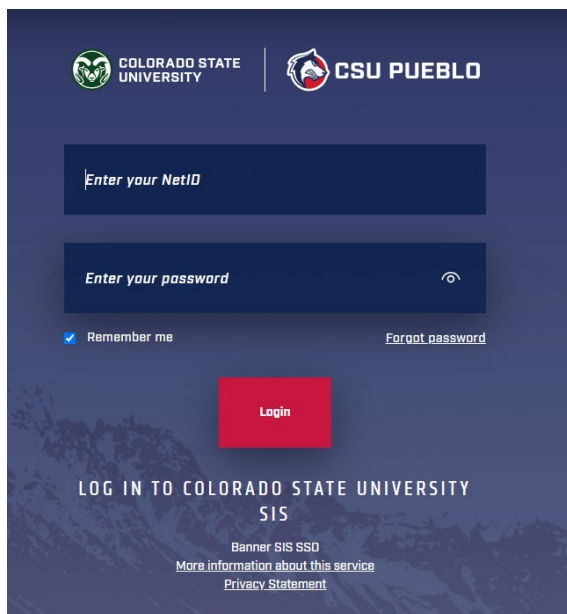 COLORADO STATE
UNIVERSITY
CSU PUEBLO
Enter your NetID
Enter your password
Remember me
Forgot password
Login
LOG IN TO COLORADO STATE UNIVERSITY
SIS
Banner SIS SSO
More information about this service
Privacy Statement